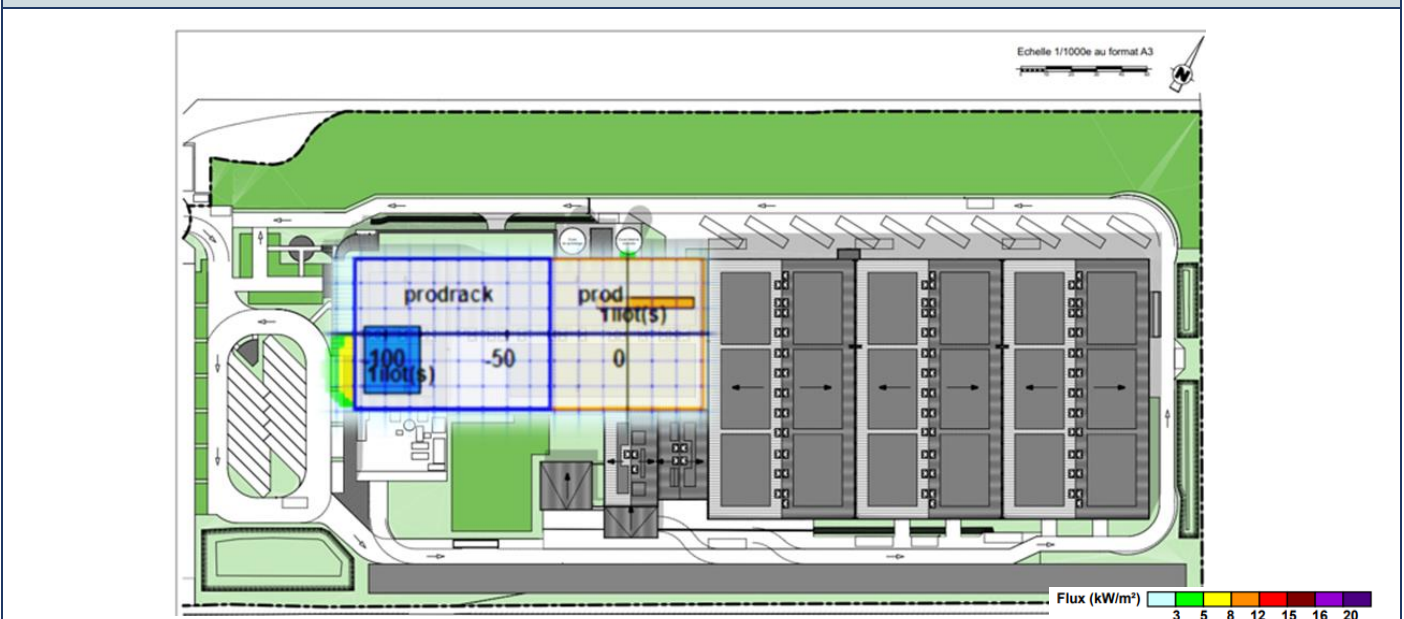 Echelle 1/1000e au format A3
N
prodrack
prod
1ilot(s)
-100
-50
0
1ilot(s)
Flux (kW/m²)
3 5 8 12 15 16 20